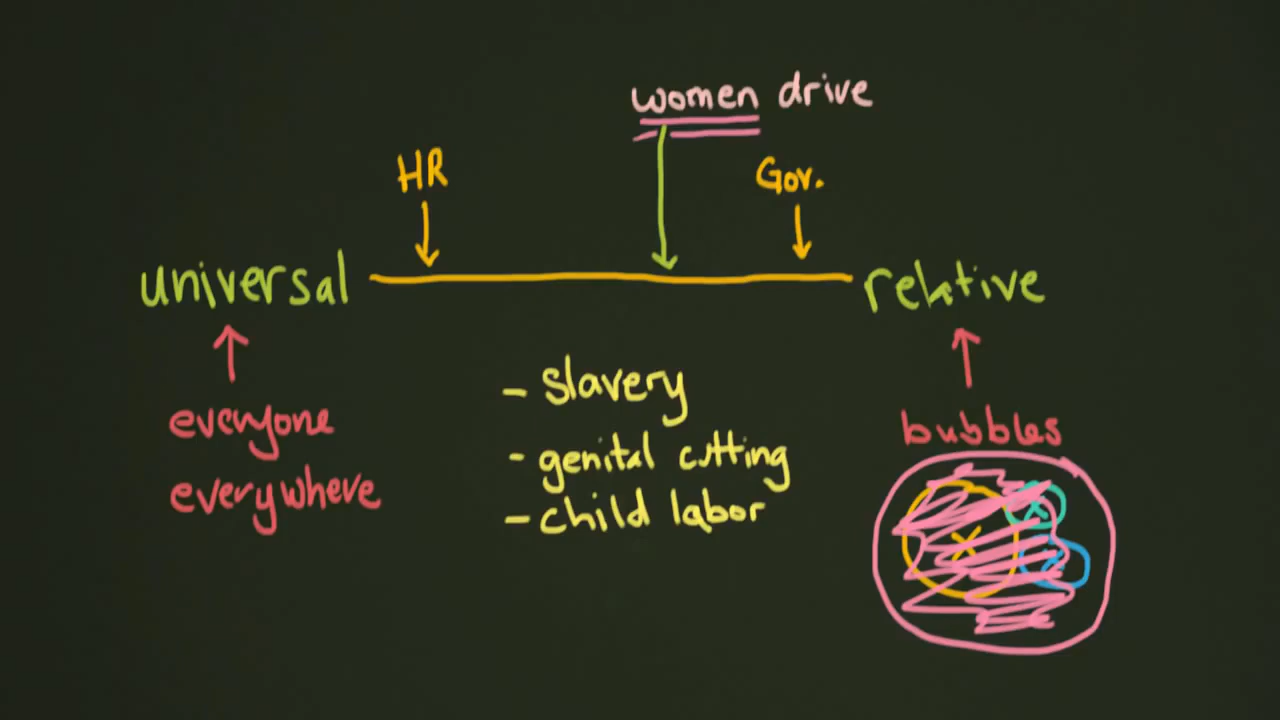 women drive
HR
Gov.
universal
relative
everyone
everywhere
- slavery
- genital cutting
- child labor
bubbles
x
x